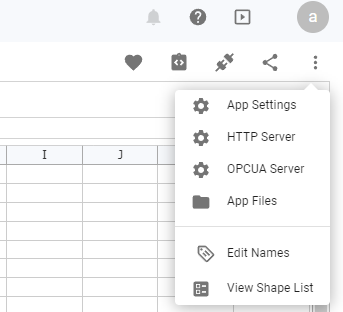 a
I J
App Settings
HTTP Server
OPCUA Server
App Files
Edit Names
View Shape List